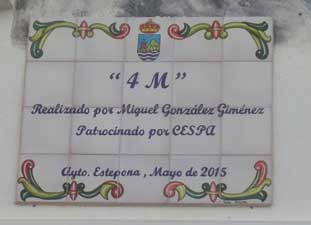 "4 M"
Realizado por Miguel González Giménez
Patrocinado por CESPA
Ayto. Estepona , Mayo de 2015